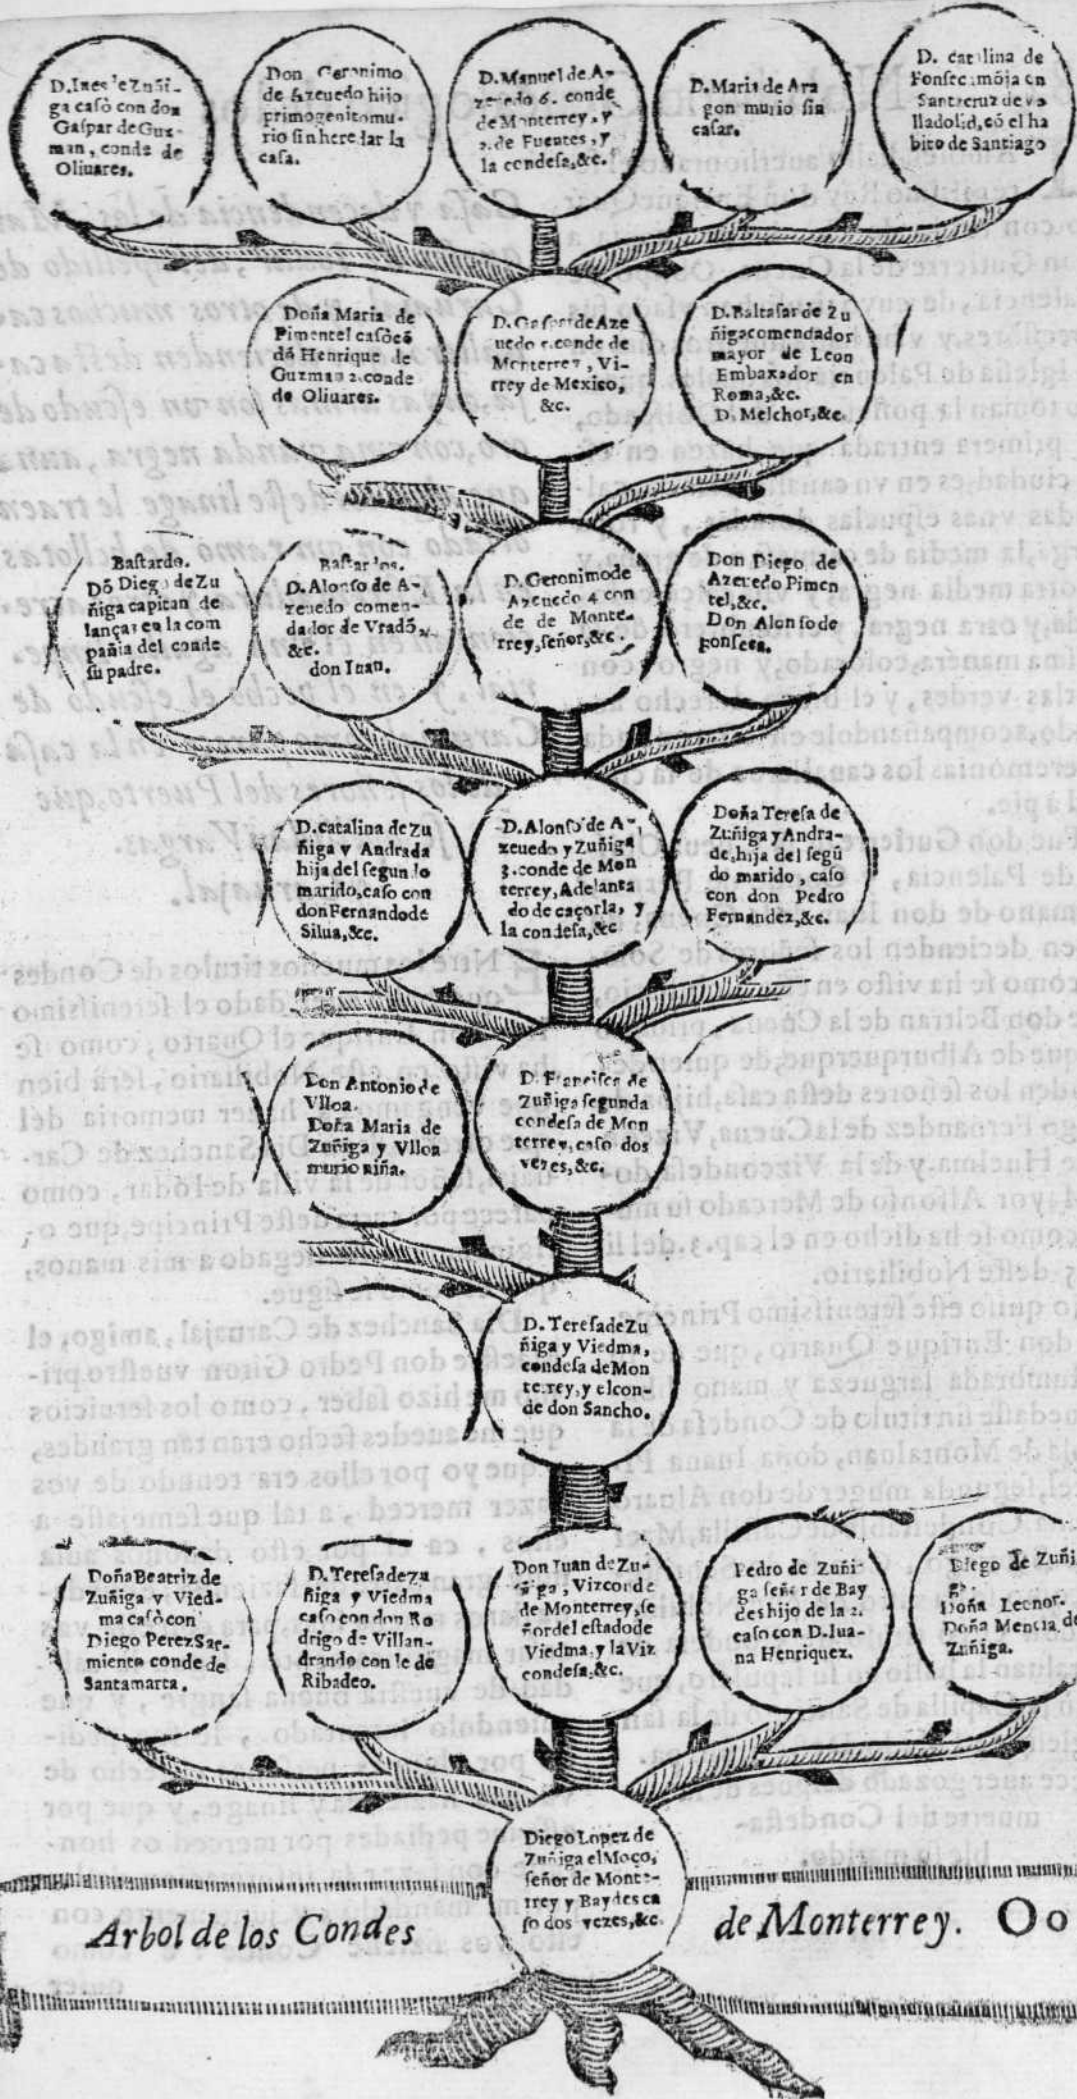 D. Ines de Zuñi-
ga casò con don
Gaspar de Guz-
man, conde de
Oliuares.
Don Geronimo
de Azeuedo hijo
primogenito mu-
rio sin heredar la
casa.
D. Manuel de A-
zeuedo 6. conde
de Monterrey, y
2. de Fuentes, y
la condesa, &c.
D. Maria de Ara
gon murio sin
casar.
D. catalina de
Fonseca mōja en
Santa cruz de va
lladolid, cō el ha
bito de Santiago
Doña Maria de
Pimentel casò cō
dō Henrique de
Guzman 2. conde
de Oliuares.
D. Gaspar de Aze
uedo 5. conde de
Monterrey, Vi-
rrey de Mexico,
&c.
D. Baltasar de Zu
ñiga comendador
mayor de Leon
Embaxador en
Roma, &c.
D. Melchor, &c.
Bastardo.
Dō Diego de Zu
ñiga capitan de
lanças en la com
pañia del conde
su padre.
Bastardos.
D. Alonso de A-
zeuedo comen-
dador de Vradō,
&c.
don Iuan.
D. Geronimo de
Azeuedo 4 con
de de Monte-
rrey, señor, &c.
Don Diego de
Azeuedo Pimen
tel, &c.
Don Alonso de
Fonseca.
D. catalina de Zu
ñiga y Andrada
hija del segundo
marido, caso con
don Fernando de
Silua, &c.
D. Alonso de A-
zeuedo y Zuñiga
3. conde de Mon
terrey, Adelanta
do de caçorla, y
la condesa, &c
Doña Teresa de
Zuñiga y Andra-
de, hija del segū
do marido, caso
con don Pedro
Fernandez, &c.
Don Antonio de
Vlloa.
Doña Maria de
Zuñiga y Vlloa
murio niña.
D. Francisca de
Zuñiga segunda
condesa de Mon
terrey, caso dos
vezes, &c.
D. Teresa de Zu
ñiga y Viedma,
condesa de Mon
terrey, y el con-
de don Sancho.
Doña Beatriz de
Zuñiga y Vied-
ma casò con
Diego Perez Sar-
miento conde de
Santamarta.
D. Teresa de zu
ñiga y Viedma
caso con don Ro
drigo de Villan-
drando conde de
Ribadeo.
Don Iuan de Zu-
ñiga, Vizconde
de Monterrey, se
ñor del estado de
Viedma, y la Viz
condesa, &c.
Pedro de Zuñi
ga señor de Bay
des hijo de la 2.
caso con D. Iua-
na Henriquez.
Diego de Zuñi
ga.
Doña Leonor.
Doña Mencia de
Zuñiga.
Diego Lopez de
Zuñiga el Moço,
señor de Monte-
rrey y Baydes ca
so dos vezes, &c.
Arbol de los Condes de Monterrey. Oo